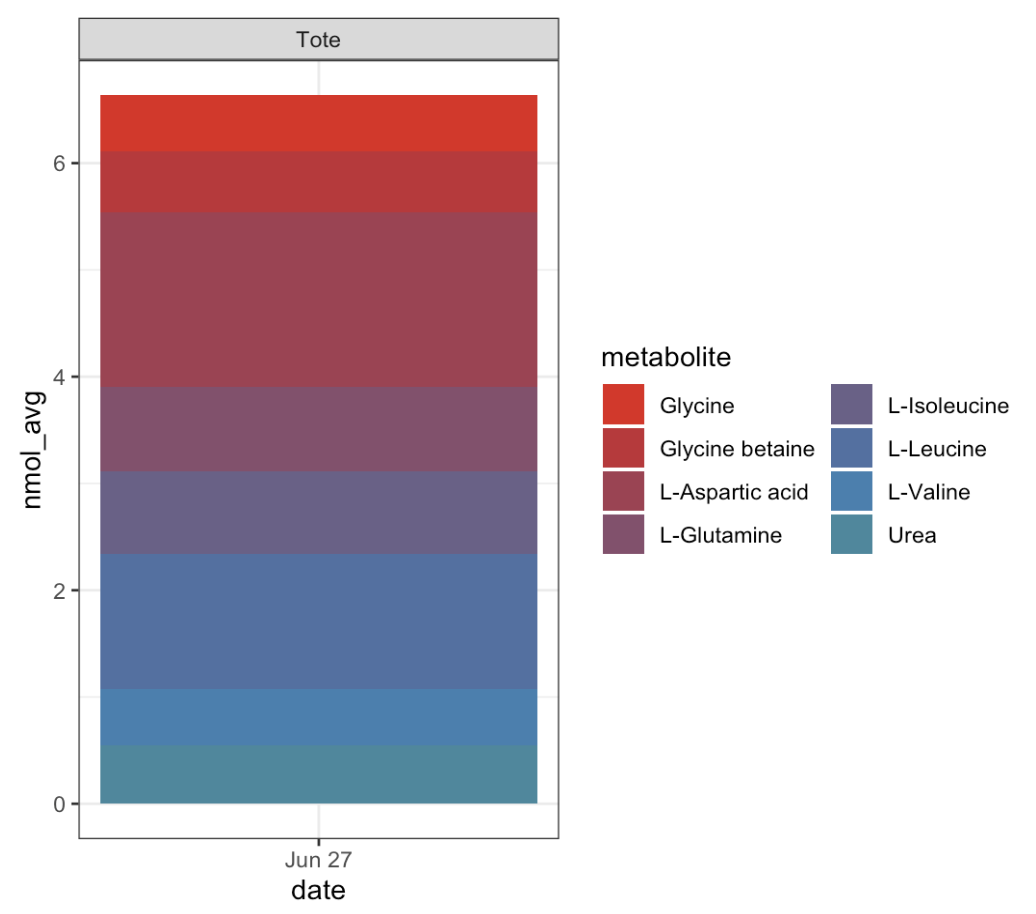 Tote
6
4
2
0
nmol_avg
Jun 27
date
metabolite
Glycine
Glycine betaine
L-Aspartic acid
L-Glutamine
L-Isoleucine
L-Leucine
L-Valine
Urea